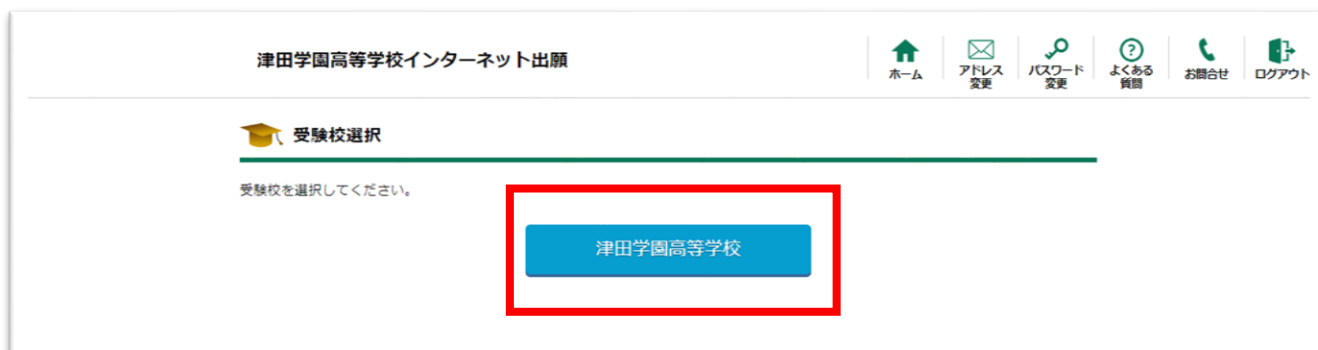 津田学園高等学校インターネット出願
ホーム
アドレス
変更
パスワード
変更
よくある
質問
お問合せ
ログアウト
受験校選択
受験校を選択してください。
津田学園高等学校